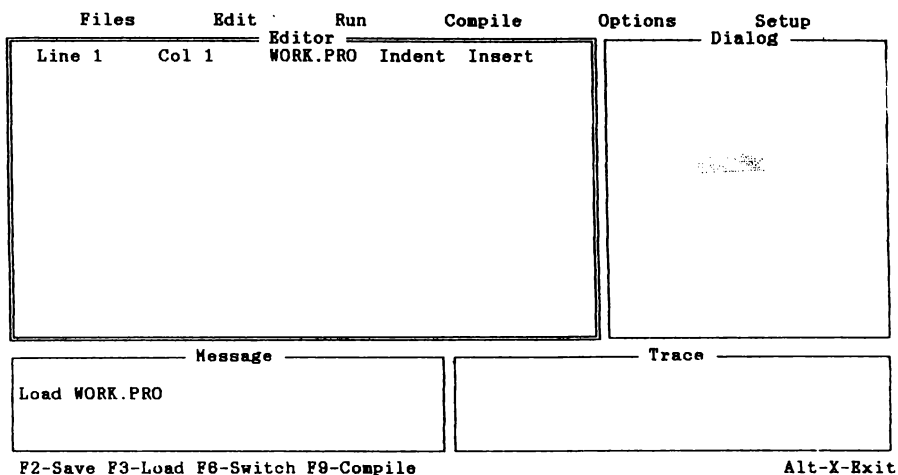 Files Edit Run Compile Options Setup
Editor
Dialog
Line 1 Col 1 WORK.PRO Indent Insert
Message
Trace
Load WORK.PRO
F2-Save F3-Load F6-Switch F9-Compile Alt-X-Exit